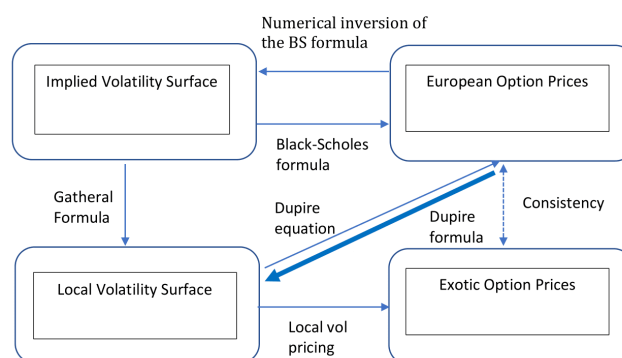 Numerical inversion of
the BS formula
Implied Volatility Surface
European Option Prices
Black-Scholes
formula
Gatheral
Formula
Dupire
equation
Dupire
formula
Consistency
Local Volatility Surface
Exotic Option Prices
Local vol
pricing